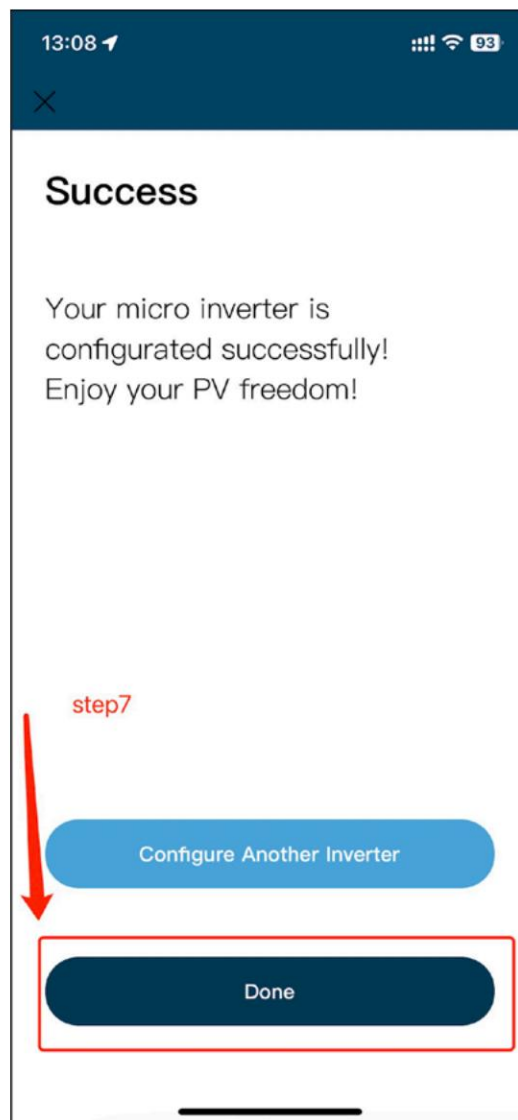 13:08
93
Success
Your micro inverter is
configurated successfully!
Enjoy your PV freedom!
step7
Configure Another Inverter
Done